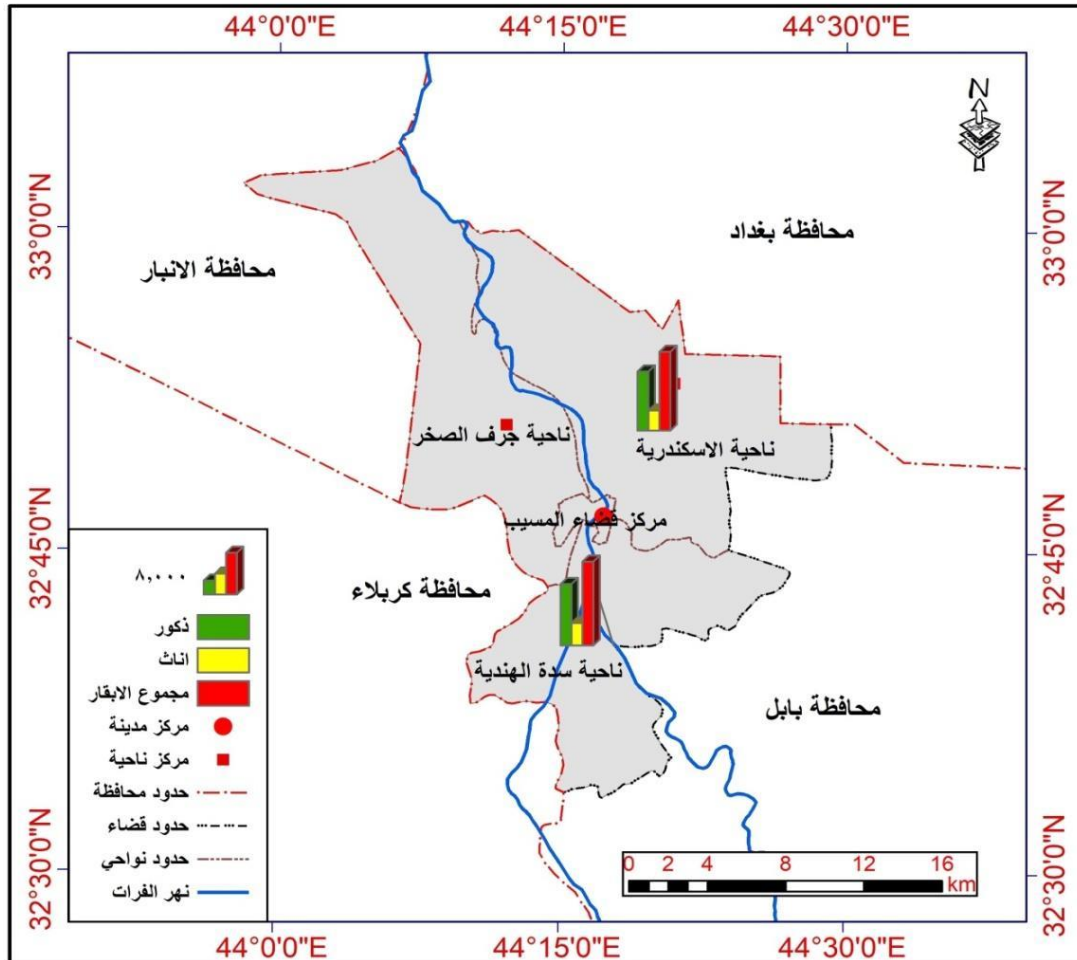 44°0'0"E
44°15'0"E
44°30'0"E
N
33°0'0"N
33°0'0"N
محافظة بغداد
محافظة الانبار
ناحية جرف الصخر
ناحية الاسكندرية
مركز قضاء المسيب
32°45'0"N
32°45'0"N
محافظة كربلاء
ناحية سدة الهندية
محافظة بابل
٨,٠٠٠
ذكور
اناث
مجموع الابقار
مركز مدينة
مركز ناحية
حدود محافظة
حدود قضاء
حدود نواحي
نهر الفرات
0 2 4 8 12 16
km
32°30'0"N
32°30'0"N
44°0'0"E
44°15'0"E
44°30'0"E